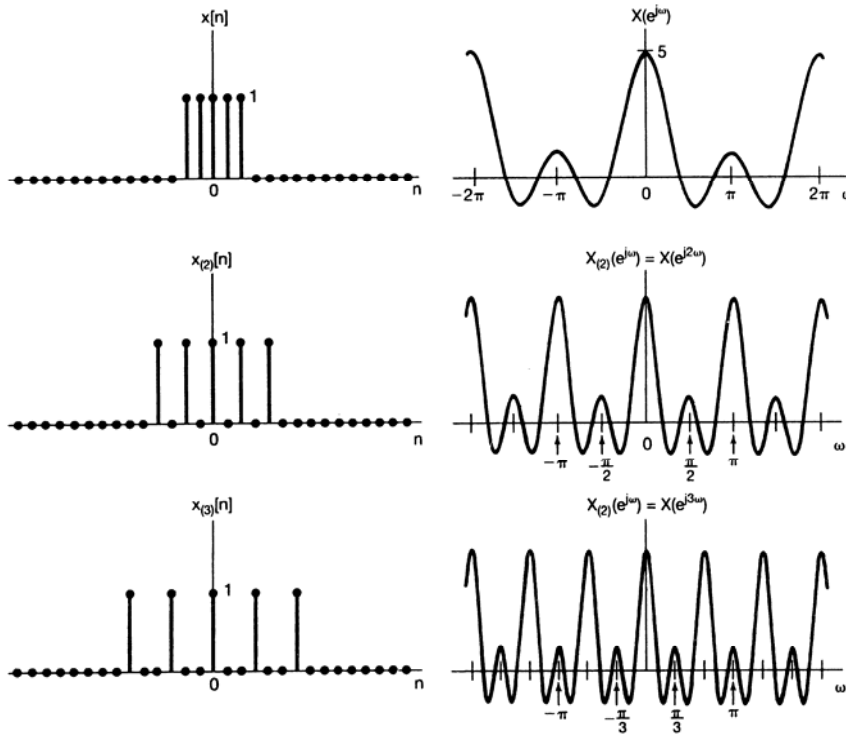 x[n]
1
0
n
X(e^{jω})
5
−2π −π 0 π 2π ω
x_{(2)}[n]
1
0
n
X_{(2)}(e^{jω}) = X(e^{j2ω})
0 ω
−π −π/2 π/2 π
x_{(3)}[n]
1
0
n
X_{(2)}(e^{jω}) = X(e^{j3ω})
0 ω
−π −π/3 π/3 π